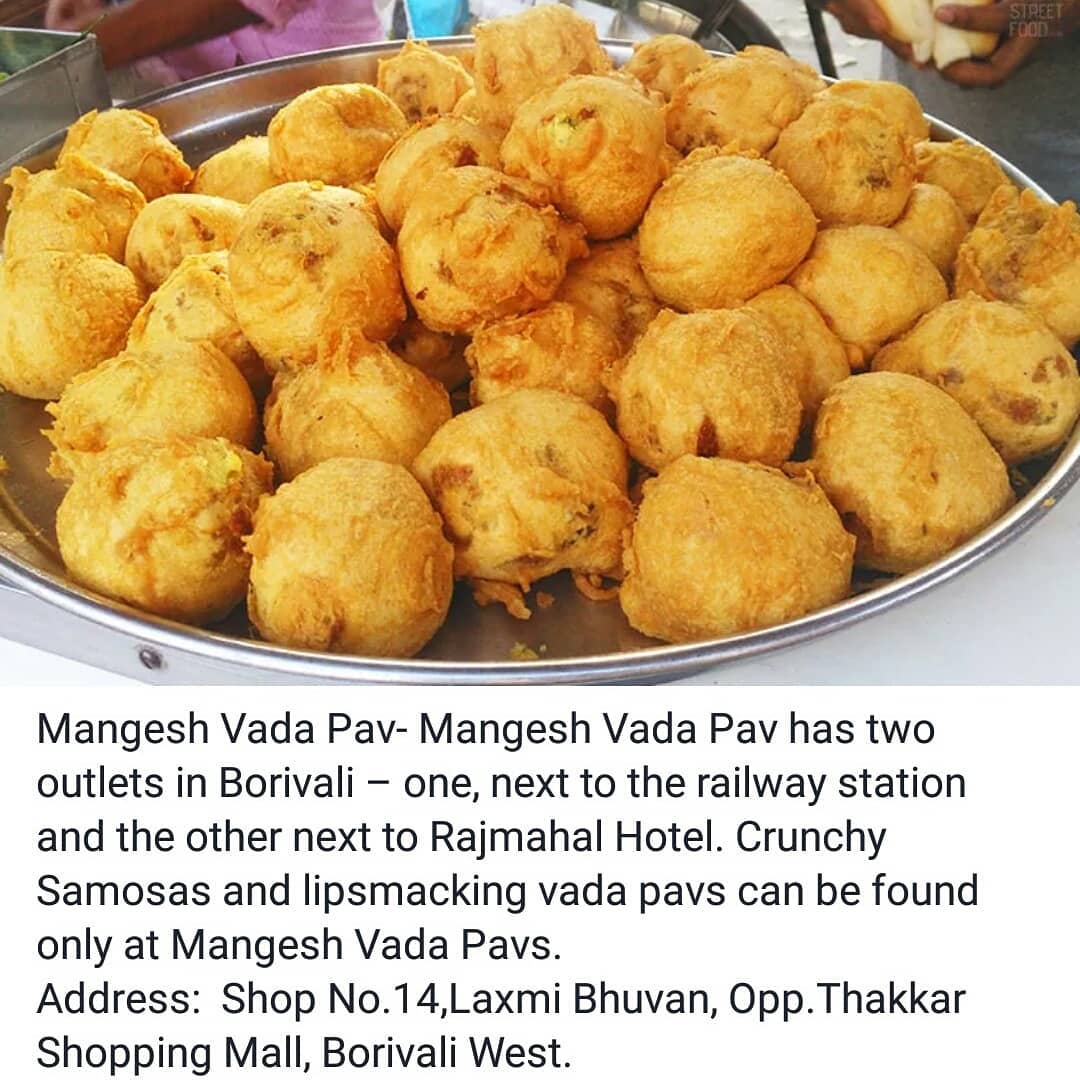 STREET
FOOD
Mangesh Vada Pav- Mangesh Vada Pav has two
outlets in Borivali – one, next to the railway station
and the other next to Rajmahal Hotel. Crunchy
Samosas and lipsmacking vada pavs can be found
only at Mangesh Vada Pavs.
Address:  Shop No.14,Laxmi Bhuvan, Opp.Thakkar
Shopping Mall, Borivali West.